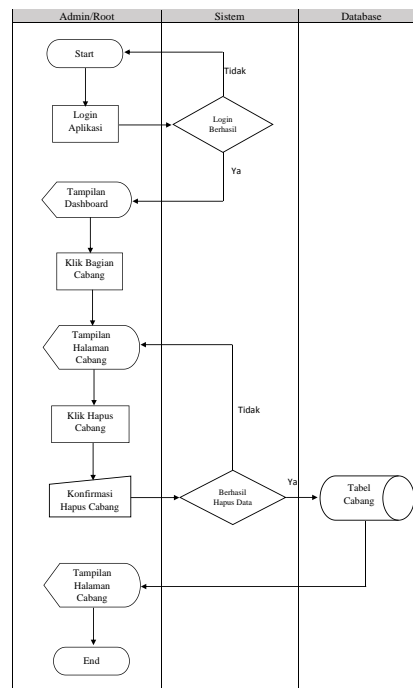 Admin/Root
Sistem
Database
Start
Tidak
Login
Aplikasi
Login
Berhasil
Ya
Tampilan
Dashboard
Klik Bagian
Cabang
Tampilan
Halaman
Cabang
Klik Hapus
Cabang
Tidak
Konfirmasi
Hapus Cabang
Berhasil
Hapus Data
Ya
Tabel
Cabang
Tampilan
Halaman
Cabang
End